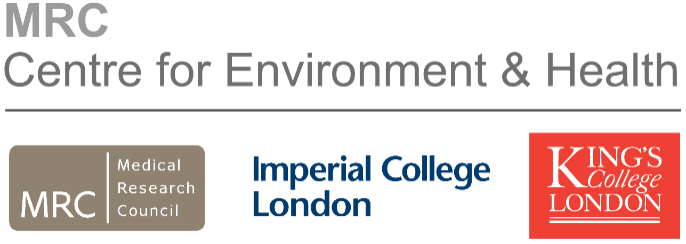 MRC
Centre for Environment & Health
MRC
Medical
Research
Council
Imperial College
London
KING'S
College
LONDON